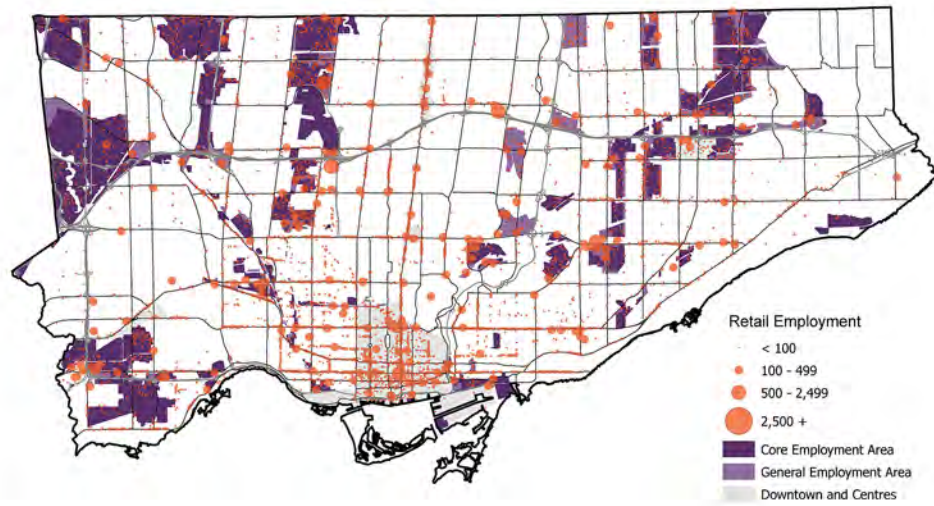 Retail Employment
< 100
100 - 499
500 - 2,499
2,500 +
Core Employment Area
General Employment Area
Downtown and Centres